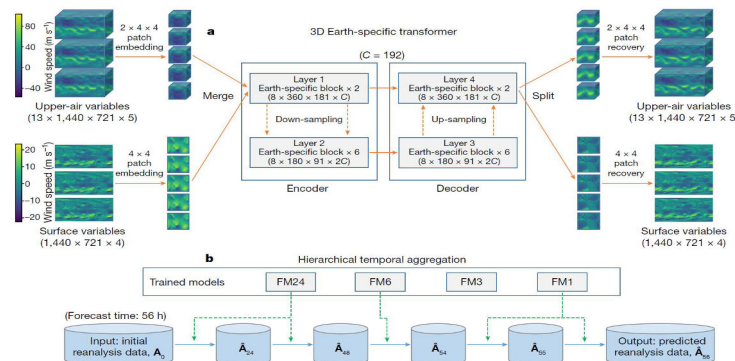 a
3D Earth-specific transformer
(C = 192)
80
60
40
20
0
−20
−40
−60
Wind speed (m s⁻¹)
2 × 4 × 4
patch
embedding
Upper-air variables
(13 × 1,440 × 721 × 5)
20
10
0
−10
−20
Wind speed (m s⁻¹)
4 × 4
patch
embedding
Surface variables
(1,440 × 721 × 4)
Merge
Layer 1
Earth-specific block × 2
(8 × 360 × 181 × C)
Down-sampling
Layer 2
Earth-specific block × 6
(8 × 180 × 91 × 2C)
Encoder
Layer 4
Earth-specific block × 2
(8 × 360 × 181 × C)
Up-sampling
Layer 3
Earth-specific block × 6
(8 × 180 × 91 × 2C)
Decoder
Split
2 × 4 × 4
patch
recovery
Upper-air variables
(13 × 1,440 × 721 × 5)
4 × 4
patch
recovery
Surface variables
(1,440 × 721 × 4)
b
Hierarchical temporal aggregation
Trained models
FM24
FM6
FM3
FM1
(Forecast time: 56 h)
Input: initial
reanalysis data, A₀
Â₂₄
Â₄₈
Â₅₄
Â₅₅
Output: predicted
reanalysis data, Â₅₆